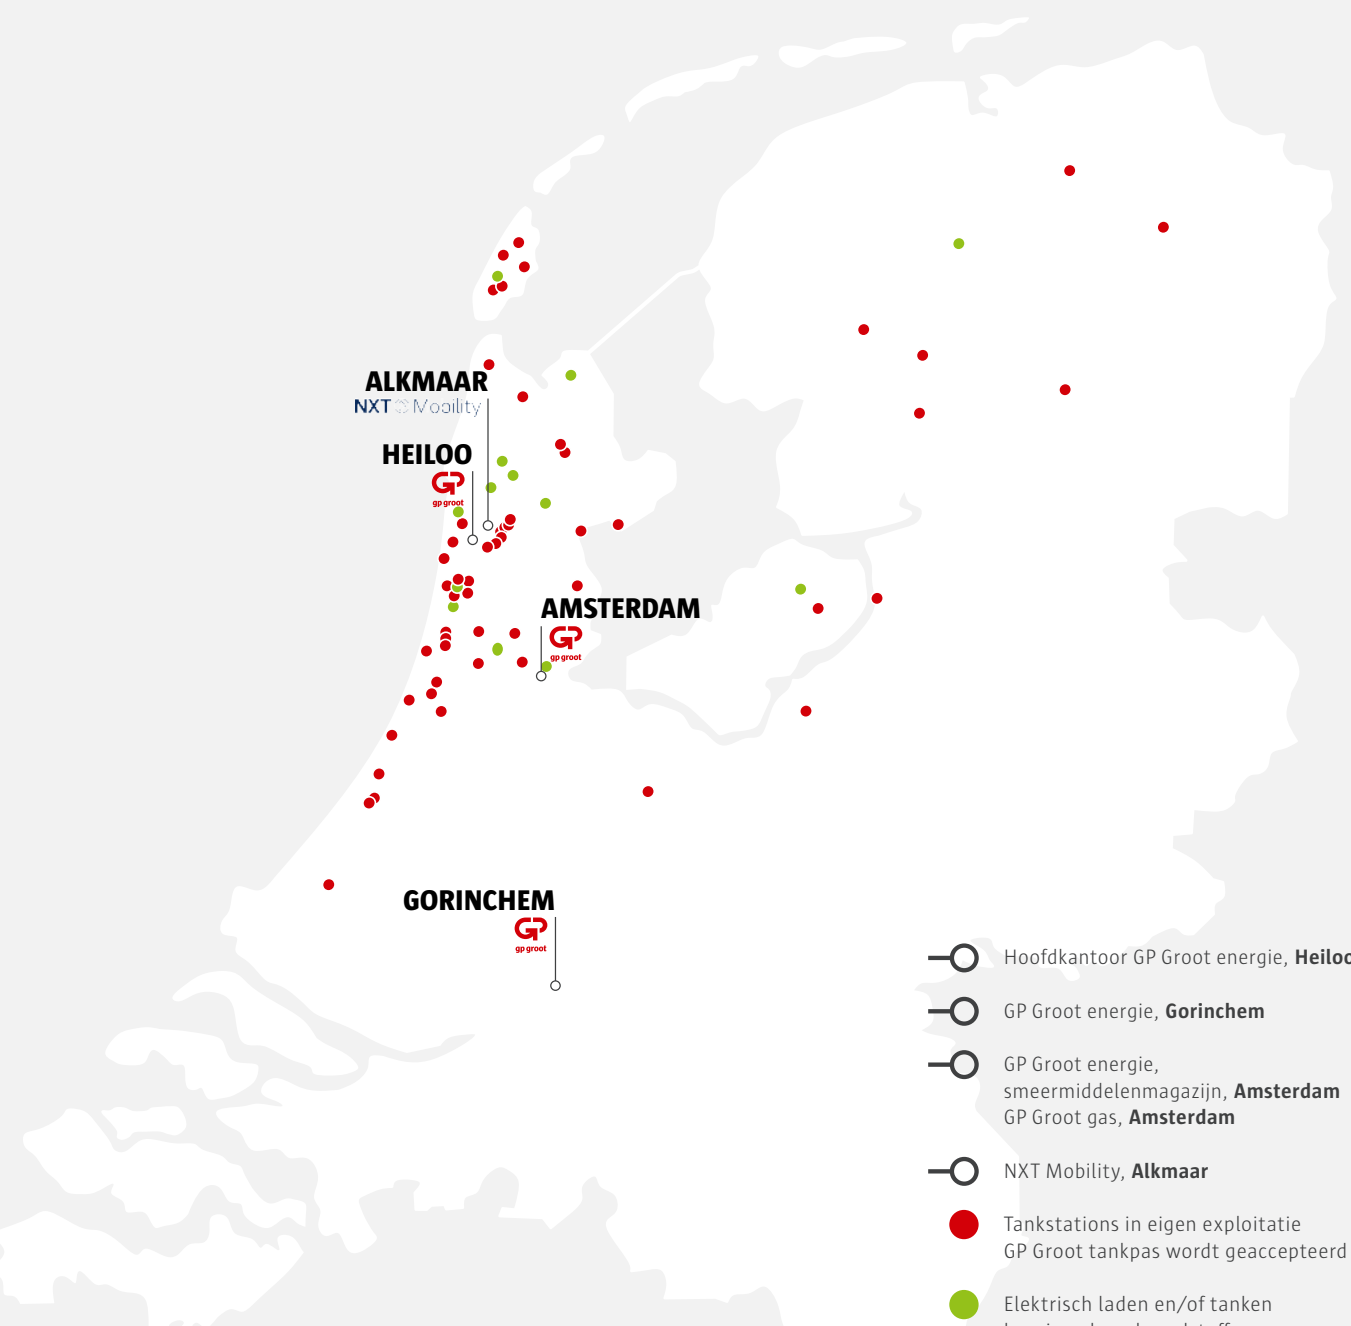 ALKMAAR
NXT Mobility
HEILOO
gp groot
AMSTERDAM
gp groot
GORINCHEM
gp groot
Hoofdkantoor GP Groot energie, Heiloo
GP Groot energie, Gorinchem
GP Groot energie,
smeermiddelenmagazijn, Amsterdam
GP Groot gas, Amsterdam
NXT Mobility, Alkmaar
Tankstations in eigen exploitatie
GP Groot tankpas wordt geaccepteerd
Elektrisch laden en/of tanken